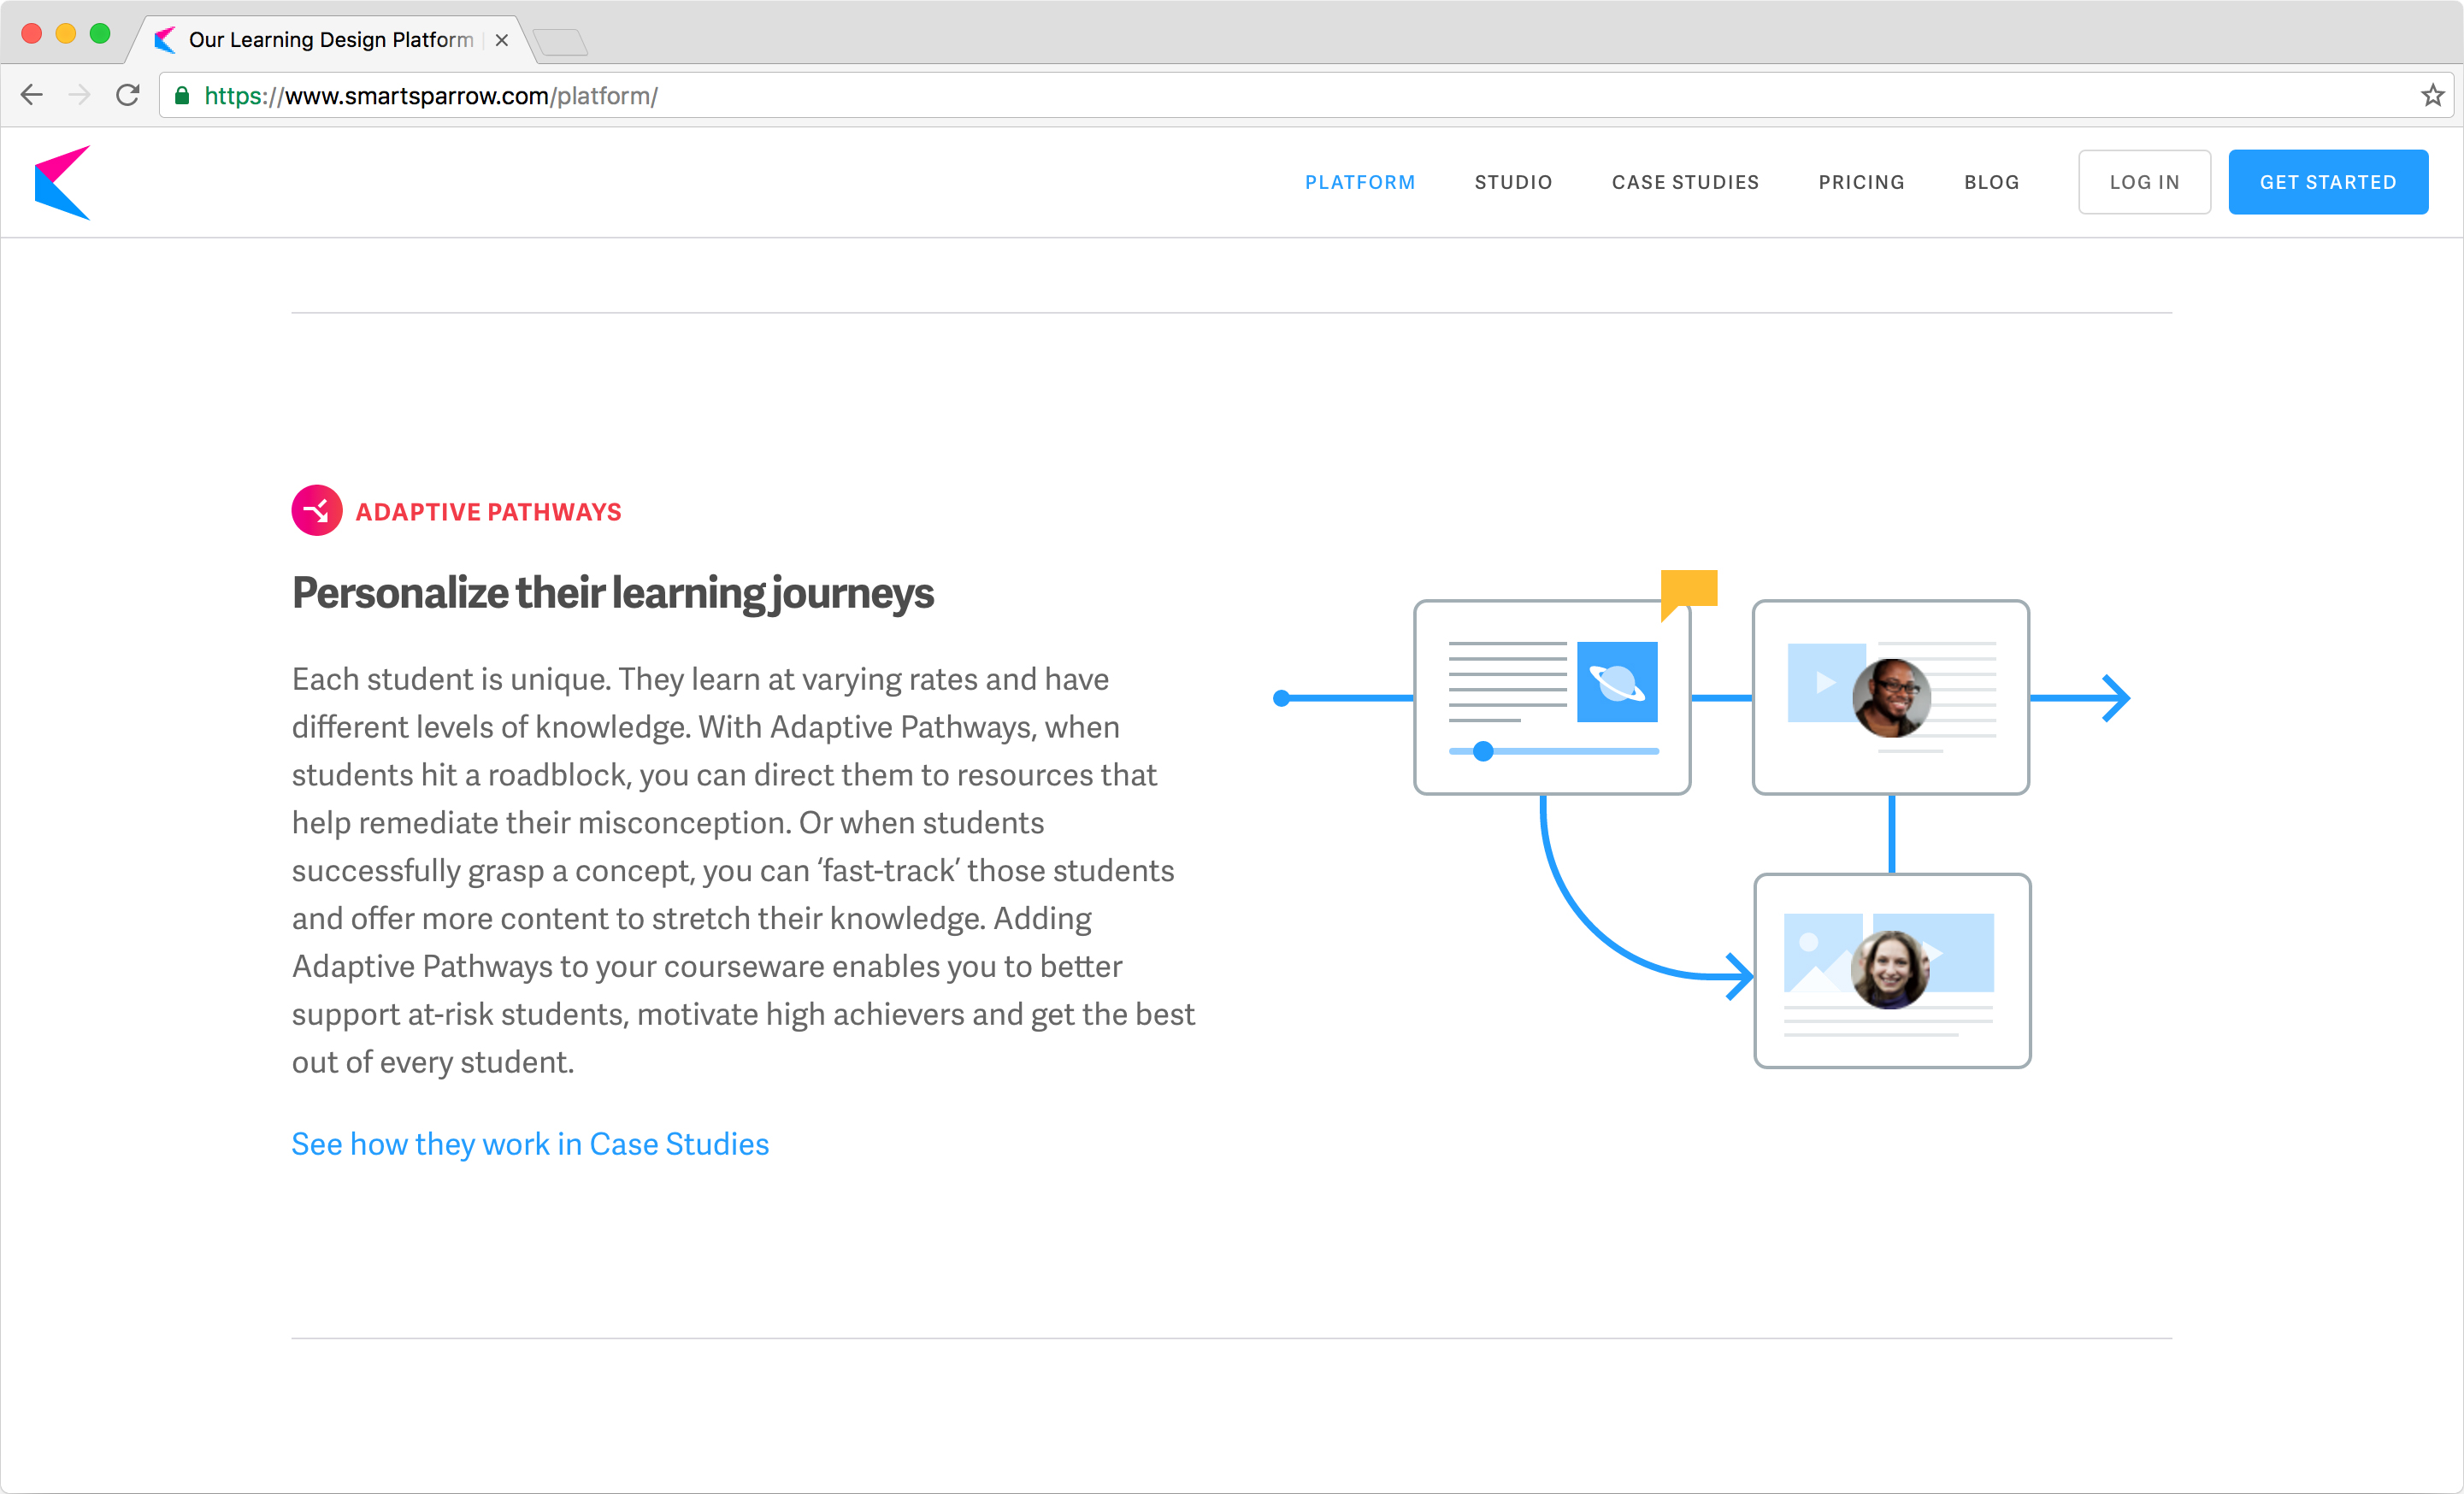 Our Learning Design Platform
https://www.smartsparrow.com/platform/
PLATFORM STUDIO CASE STUDIES PRICING BLOG LOG IN GET STARTED
ADAPTIVE PATHWAYS
Personalize their learning journeys
Each student is unique. They learn at varying rates and have
different levels of knowledge. With Adaptive Pathways, when
students hit a roadblock, you can direct them to resources that
help remediate their misconception. Or when students
successfully grasp a concept, you can ‘fast-track’ those students
and offer more content to stretch their knowledge. Adding
Adaptive Pathways to your courseware enables you to better
support at-risk students, motivate high achievers and get the best
out of every student.
See how they work in Case Studies